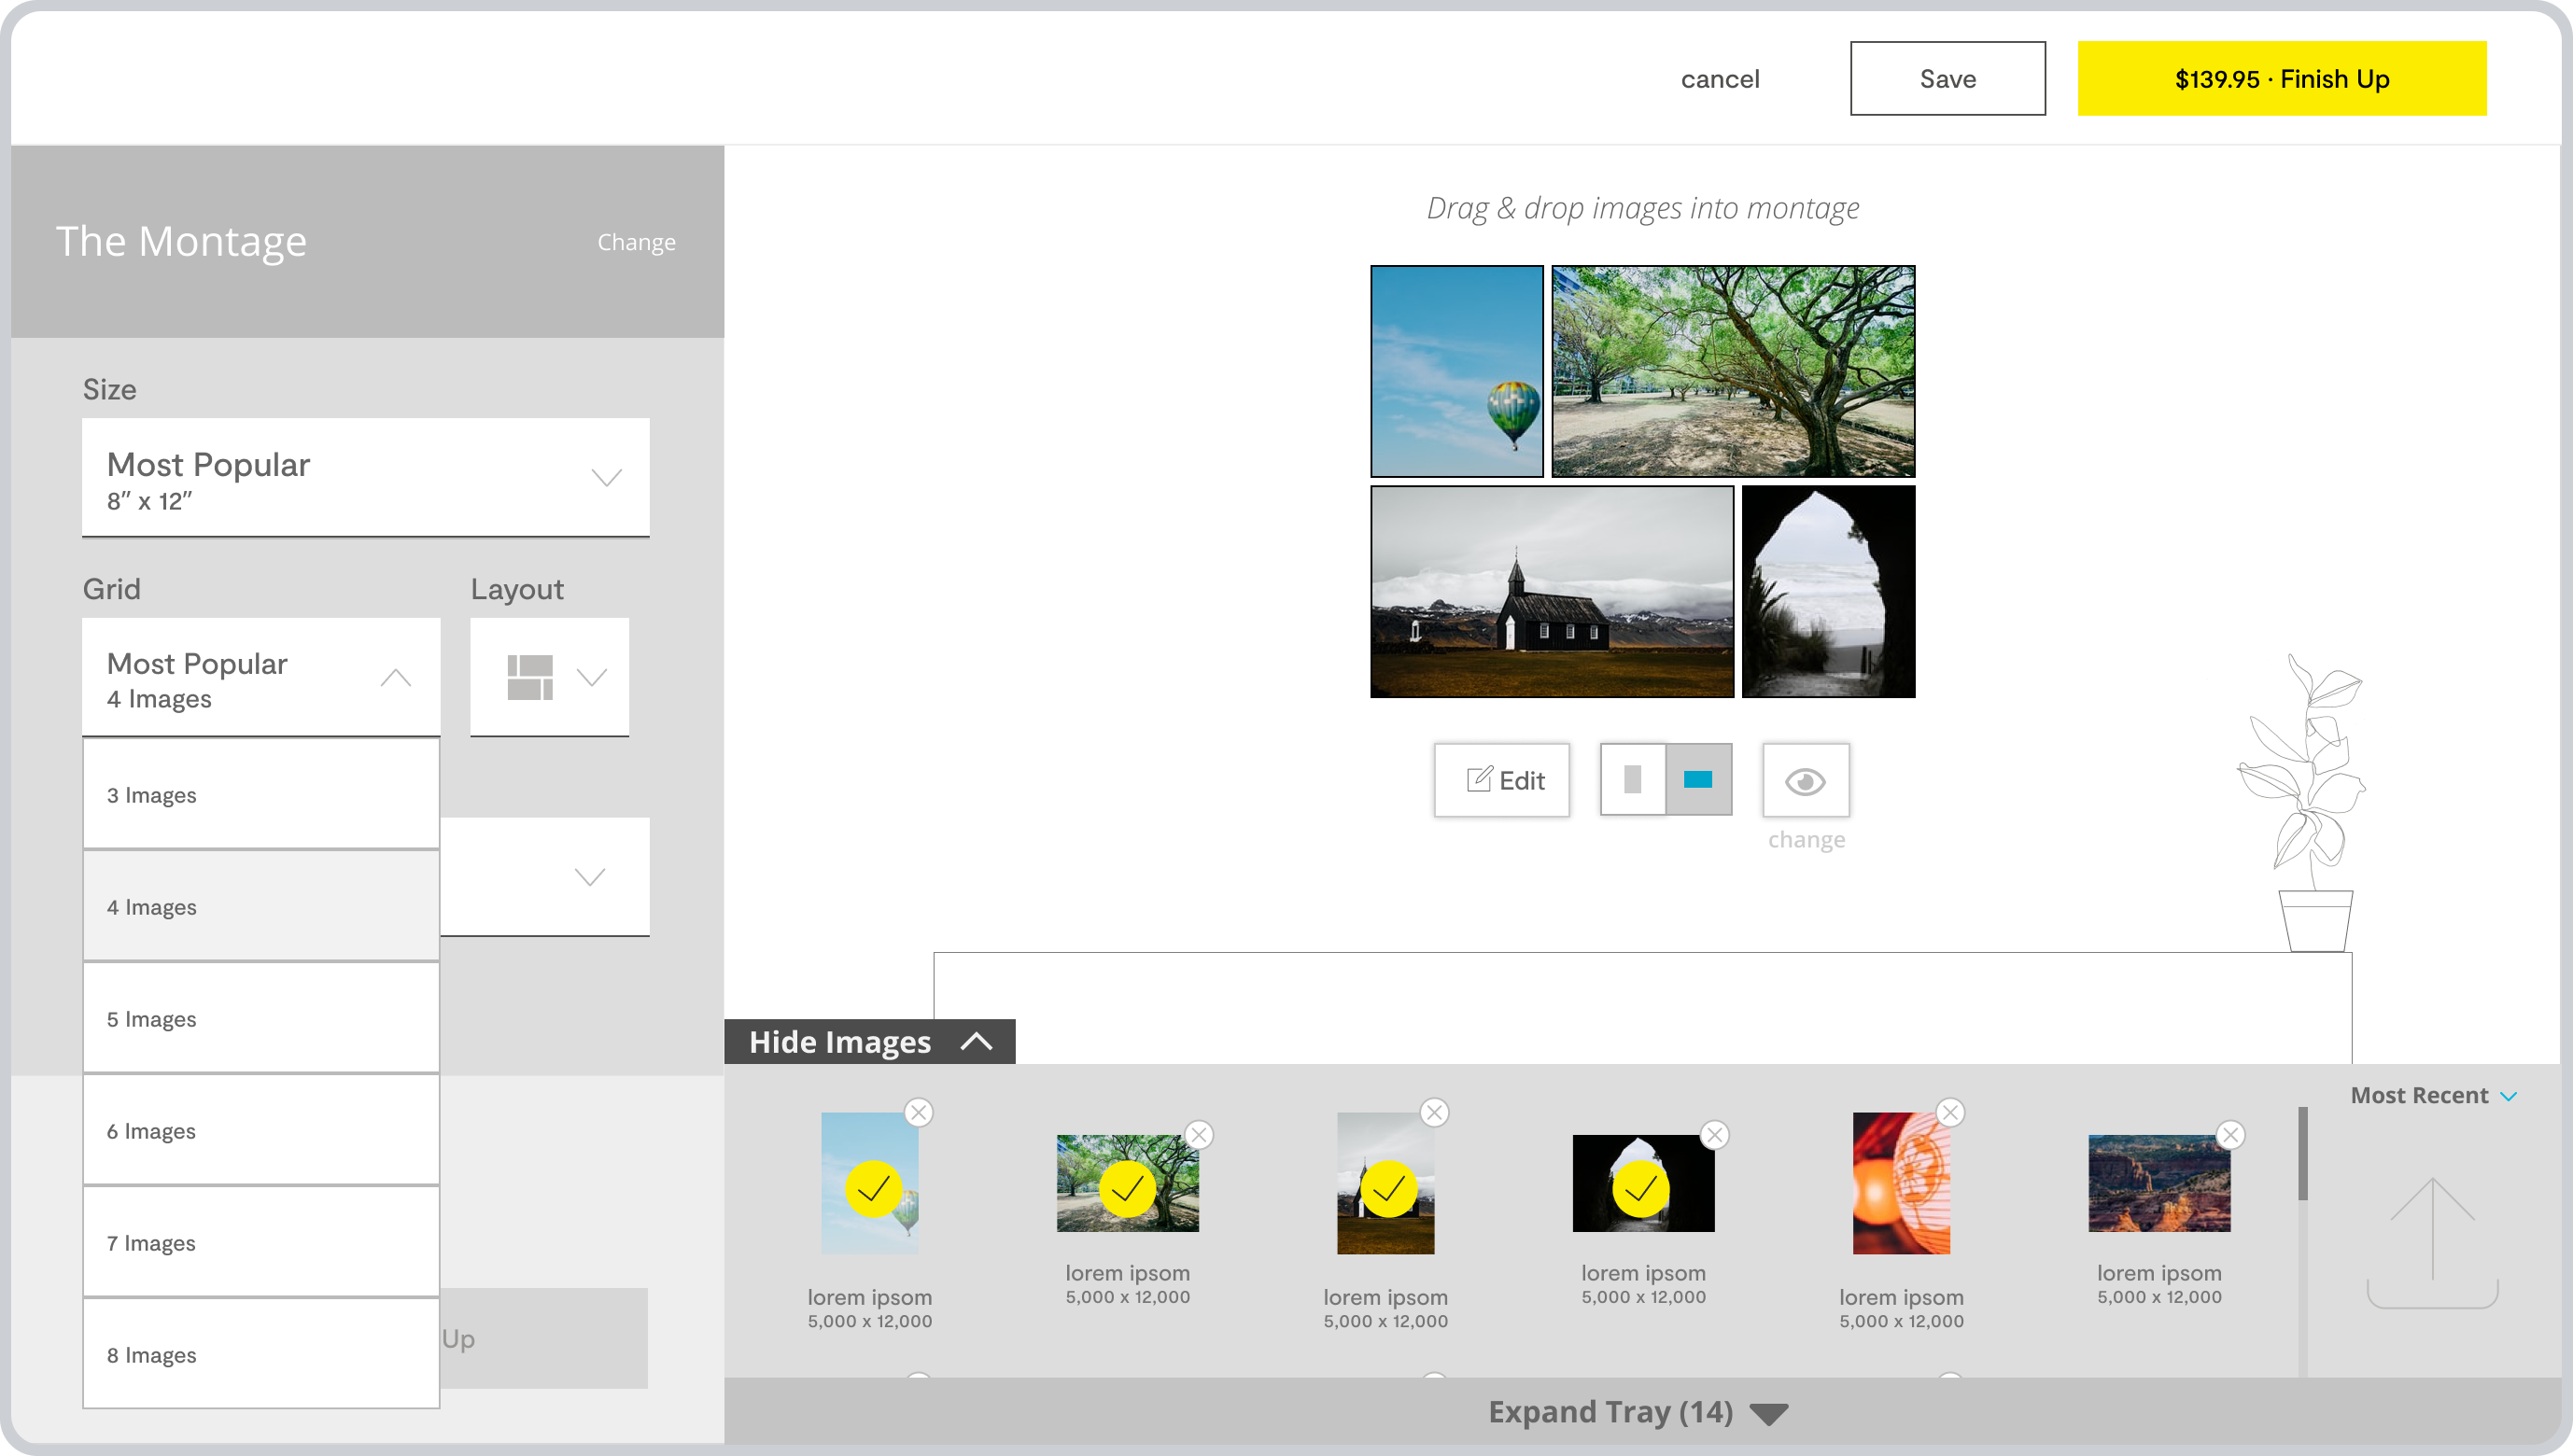 cancel
Save
$139.95 · Finish Up
The Montage
Change
Size
Most Popular
8” x 12”
Grid
Layout
Most Popular
4 Images
3 Images
4 Images
5 Images
6 Images
7 Images
8 Images
Up
Drag & drop images into montage
Edit
change
Hide Images
Most Recent
lorem ipsom
5,000 x 12,000
lorem ipsom
5,000 x 12,000
lorem ipsom
5,000 x 12,000
lorem ipsom
5,000 x 12,000
lorem ipsom
5,000 x 12,000
lorem ipsom
5,000 x 12,000
Expand Tray (14)